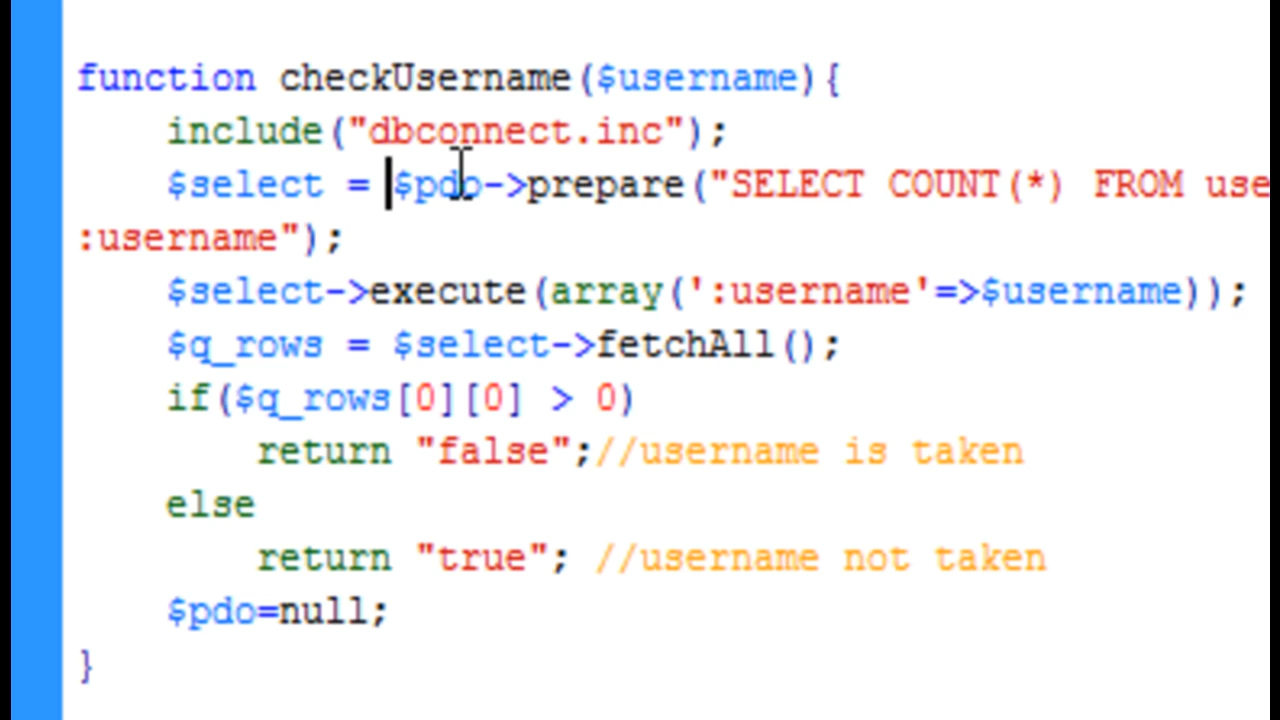 function checkUsername($username){
include("dbconnect.inc");
$select = $pdo->prepare("SELECT COUNT(*) FROM use
:username");
$select->execute(array(':username'=>$username));
$q_rows = $select->fetchAll();
if($q_rows[0][0] > 0)
return "false";//username is taken
else
return "true"; //username not taken
$pdo=null;
}